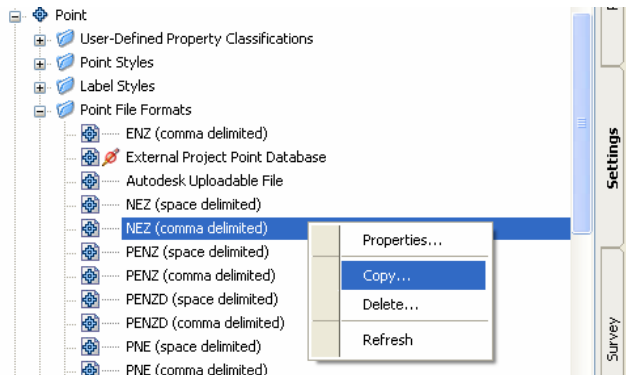 Point
User-Defined Property Classifications
Point Styles
Label Styles
Point File Formats
ENZ (comma delimited)
External Project Point Database
Autodesk Uploadable File
NEZ (space delimited)
NEZ (comma delimited)
PENZ (space delimited)
PENZ (comma delimited)
PENZD (space delimited)
PENZD (comma delimited)
PNE (space delimited)
PNE (comma delimited)
Properties...
Copy...
Delete...
Refresh
Settings
Survey